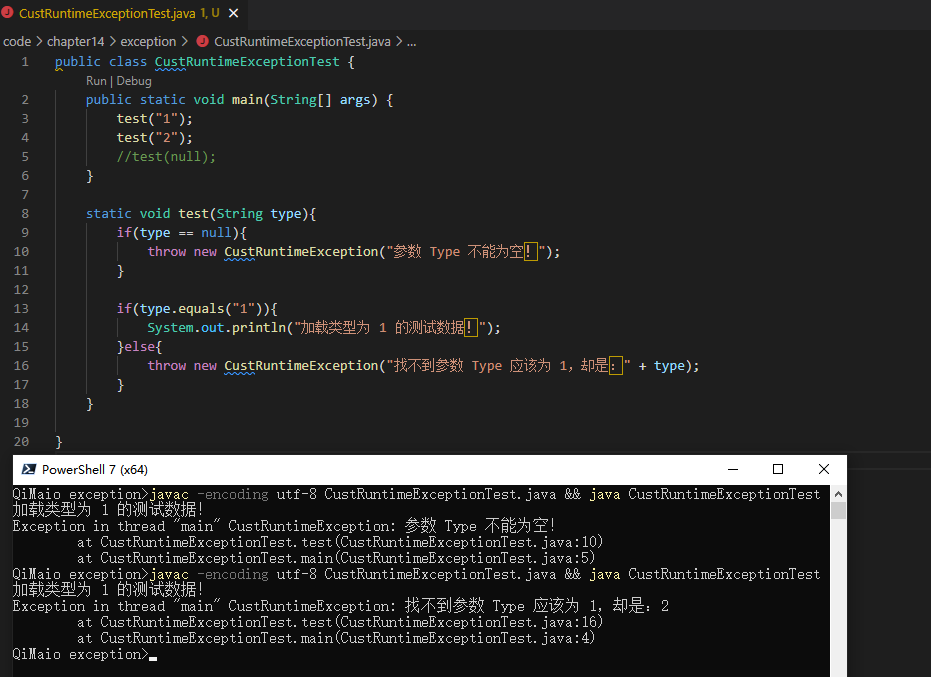 CustRuntimeExceptionTest.java 1, U
code > chapter14 > exception > CustRuntimeExceptionTest.java > ...
1 public class CustRuntimeExceptionTest {
Run | Debug
2 public static void main(String[] args) {
3 test("1");
4 test("2");
5 //test(null);
6 }
7
8 static void test(String type){
9 if(type == null){
10 throw new CustRuntimeException("参数 Type 不能为空！");
11 }
12
13 if(type.equals("1")){
14 System.out.println("加载类型为 1 的测试数据！");
15 }else{
16 throw new CustRuntimeException("找不到参数 Type 应该为 1，却是：" + type);
17 }
18 }
19
20 }
PowerShell 7 (x64)
QiMaio exception>javac -encoding utf-8 CustRuntimeExceptionTest.java && java CustRuntimeExceptionTest
加载类型为 1 的测试数据！
Exception in thread "main" CustRuntimeException: 参数 Type 不能为空！
at CustRuntimeExceptionTest.test(CustRuntimeExceptionTest.java:10)
at CustRuntimeExceptionTest.main(CustRuntimeExceptionTest.java:5)
QiMaio exception>javac -encoding utf-8 CustRuntimeExceptionTest.java && java CustRuntimeExceptionTest
加载类型为 1 的测试数据！
Exception in thread "main" CustRuntimeException: 找不到参数 Type 应该为 1，却是：2
at CustRuntimeExceptionTest.test(CustRuntimeExceptionTest.java:16)
at CustRuntimeExceptionTest.main(CustRuntimeExceptionTest.java:4)
QiMaio exception>